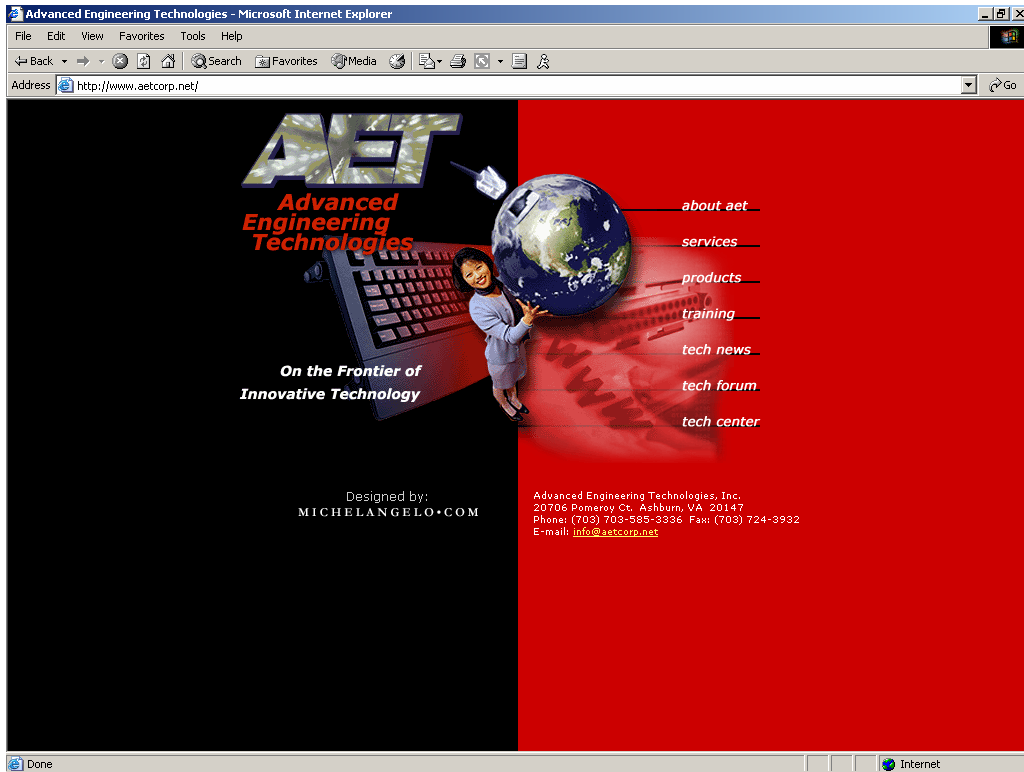 Advanced Engineering Technologies - Microsoft Internet Explorer
File Edit View Favorites Tools Help
Back Search Favorites Media
Address http://www.aetcorp.net/ Go
AET
Advanced
Engineering
Technologies
about aet
services
products
training
tech news
tech forum
tech center
www
On the Frontier of
Innovative Technology
Designed by:
MICHELANGELO•COM
Advanced Engineering Technologies, Inc.
20706 Pomeroy Ct. Ashburn, VA 20147
Phone: (703) 703-585-3336 Fax: (703) 724-3932
E-mail: info@aetcorp.net
Done Internet